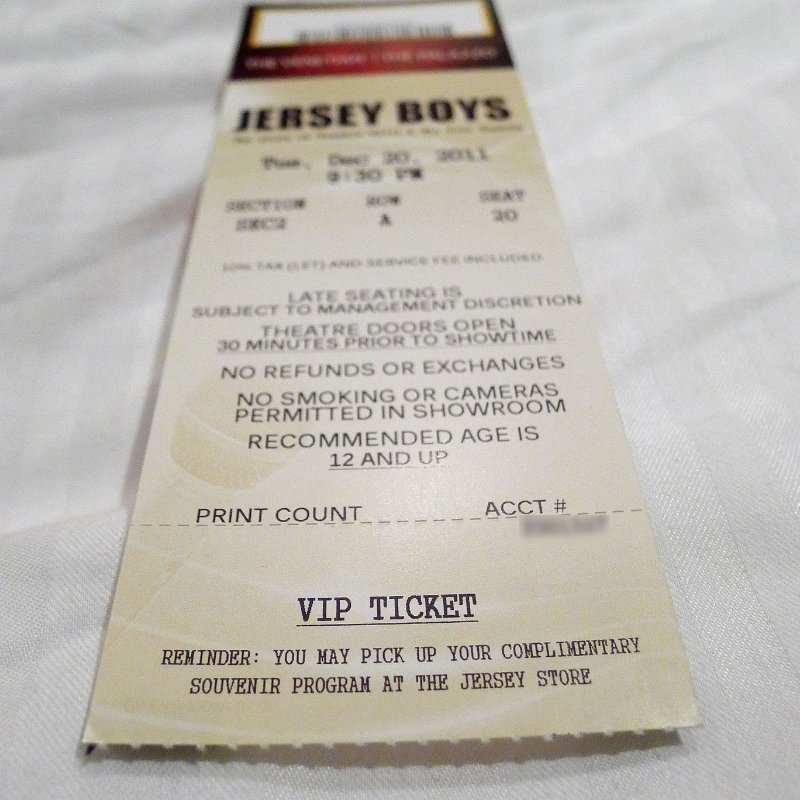 JERSEY BOYS
Tue, Dec 20, 2011
9:30 PM
SECTION ROW SEAT
SEC2 A 20
10% TAX (LET) AND SERVICE FEE INCLUDED
LATE SEATING IS
SUBJECT TO MANAGEMENT DISCRETION
THEATRE DOORS OPEN
30 MINUTES PRIOR TO SHOWTIME
NO REFUNDS OR EXCHANGES
NO SMOKING OR CAMERAS
PERMITTED IN SHOWROOM
RECOMMENDED AGE IS
12 AND UP
PRINT COUNT ACCT #
VIP TICKET
REMINDER: YOU MAY PICK UP YOUR COMPLIMENTARY
SOUVENIR PROGRAM AT THE JERSEY STORE